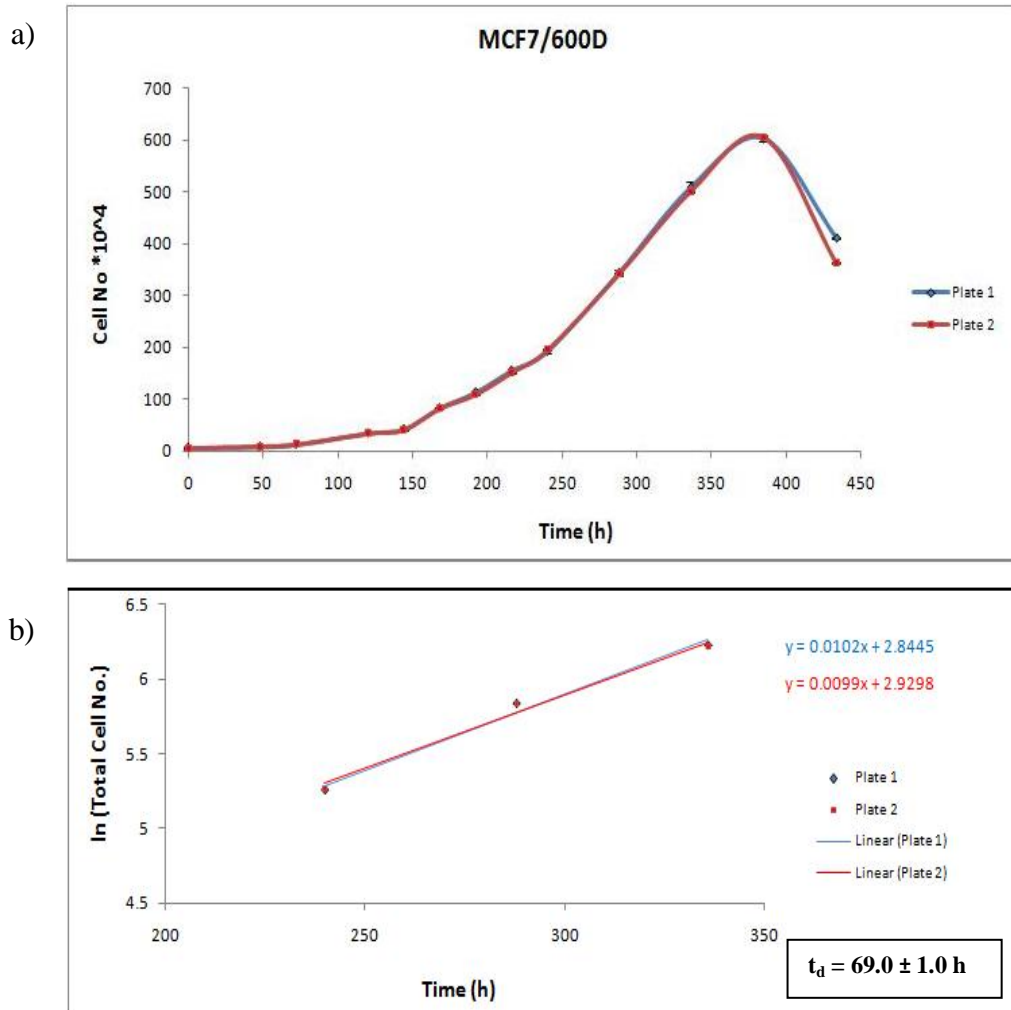 a)
MCF7/600D
Cell No *10^4
700
600
500
400
300
200
100
0
0 50 100 150 200 250 300 350 400 450
Time (h)
Plate 1
Plate 2
b)
ln (Total Cell No.)
6.5
6
5.5
5
4.5
200 250 300 350
Time (h)
y = 0.0102x + 2.8445
y = 0.0099x + 2.9298
Plate 1
Plate 2
Linear (Plate 1)
Linear (Plate 2)
td = 69.0 ± 1.0 h